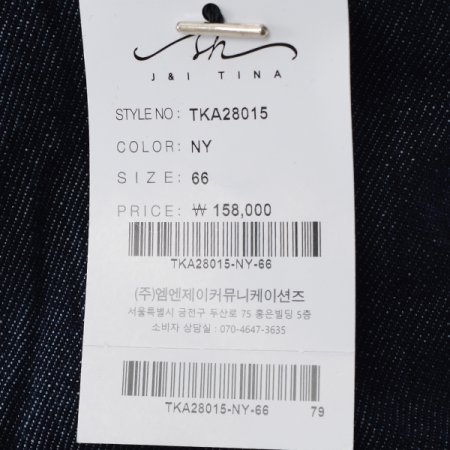 J&I TINA
STYLE NO: TKA28015
COLOR: NY
SIZE: 66
PRICE: ₩ 158,000
TKA28015-NY-66
(주)엠엔제이커뮤니케이션즈
서울특별시 금천구 두산로 75 홍은빌딩 5층
소비자 상담실 : 070-4647-3635
TKA28015-NY-66 79